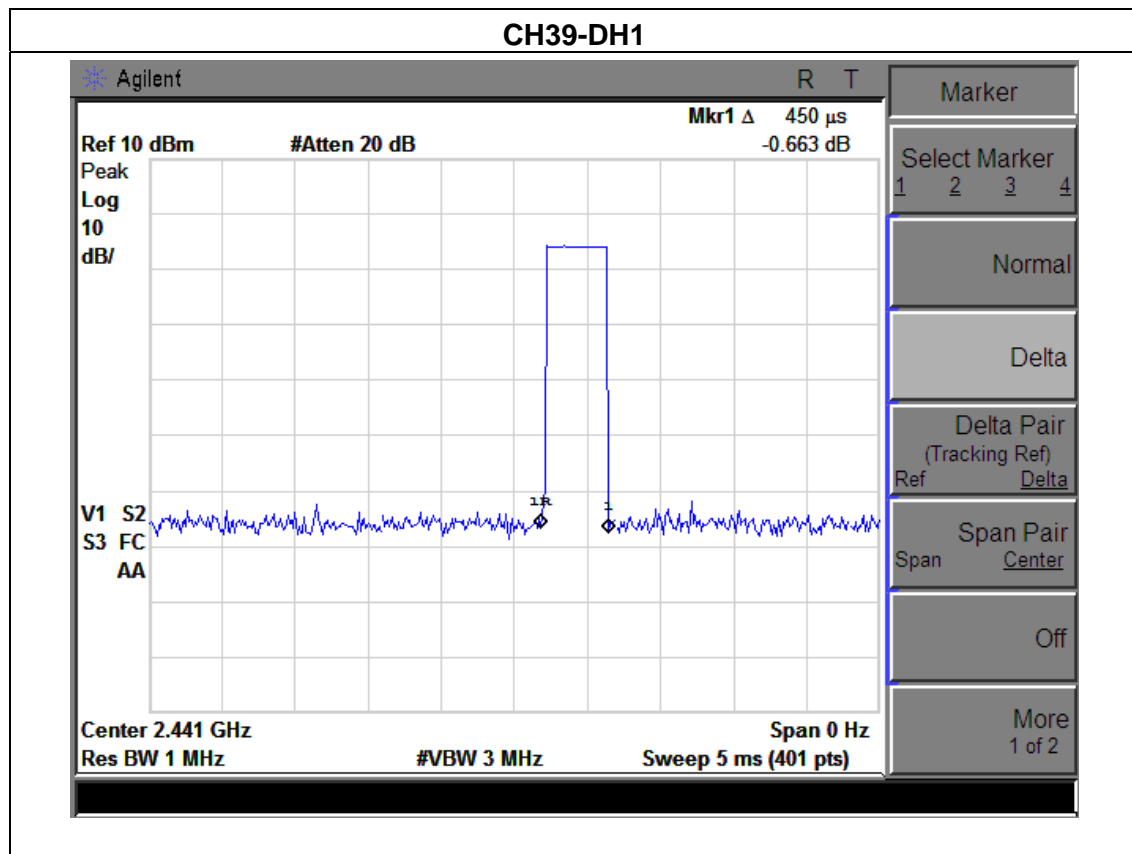 CH39-DH1
Agilent R T
Mkr1 Δ 450 μs
Ref 10 dBm #Atten 20 dB -0.663 dB
Peak
Log
10
dB/
1R
1
V1 S2
S3 FC
AA
Center 2.441 GHz Span 0 Hz
Res BW 1 MHz #VBW 3 MHz Sweep 5 ms (401 pts)
Marker
Select Marker
1 2 3 4
Normal
Delta
Delta Pair
(Tracking Ref)
Ref Delta
Span Pair
Span Center
Off
More
1 of 2